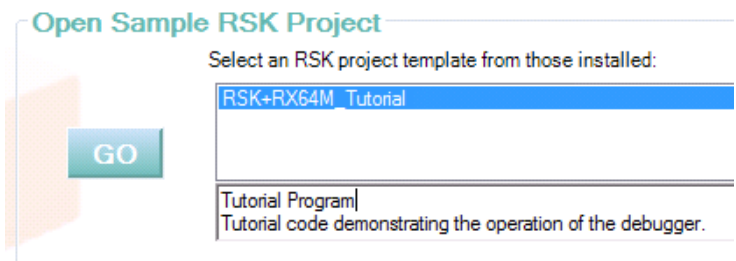 Open Sample RSK Project
Select an RSK project template from those installed:
RSK+RX64M_Tutorial
GO
Tutorial Program
Tutorial code demonstrating the operation of the debugger.